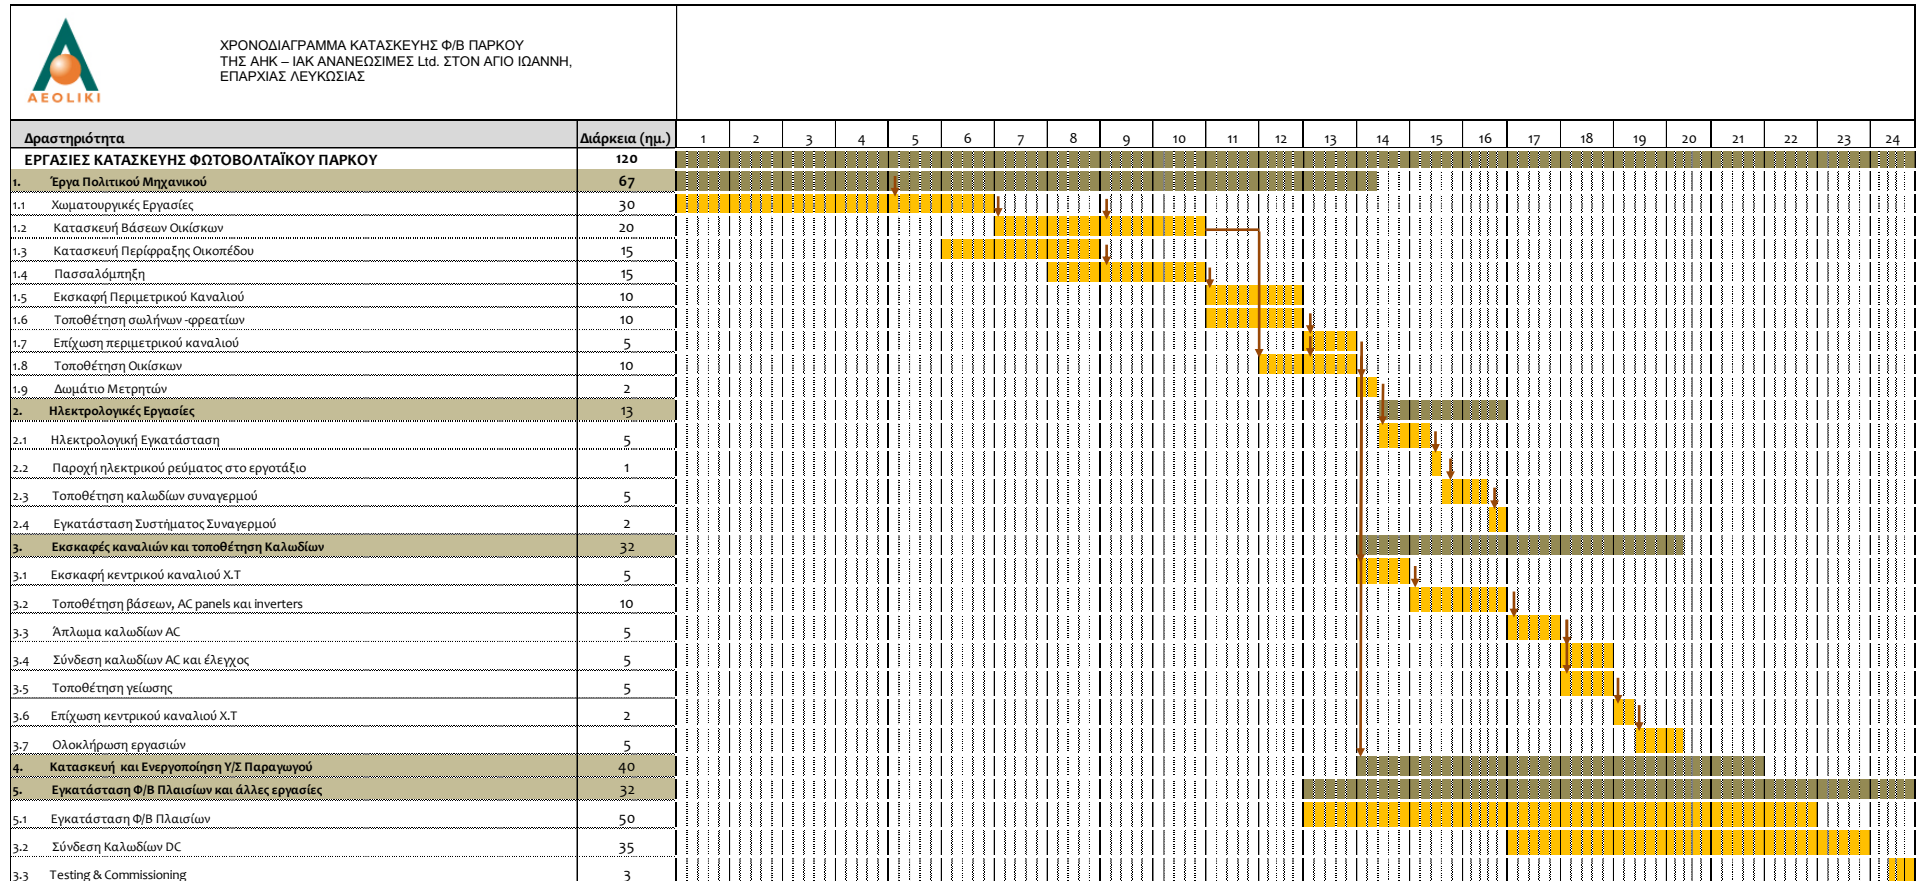 AEOLIKI
ΧΡΟΝΟΔΙΑΓΡΑΜΜΑ ΚΑΤΑΣΚΕΥΗΣ Φ/Β ΠΑΡΚΟΥ
ΤΗΣ ΑΗΚ – ΙΑΚ ΑΝΑΝΕΩΣΙΜΕΣ Ltd. ΣΤΟΝ ΑΓΙΟ ΙΩΑΝΝΗ,
ΕΠΑΡΧΙΑΣ ΛΕΥΚΩΣΙΑΣ
Δραστηριότητα Διάρκεια (ημ.) 1 2 3 4 5 6 7 8 9 10 11 12 13 14 15 16 17 18 19 20 21 22 23 24
ΕΡΓΑΣΙΕΣ ΚΑΤΑΣΚΕΥΗΣ ΦΩΤΟΒΟΛΤΑΪΚΟΥ ΠΑΡΚΟΥ 120
1. Έργα Πολιτικού Μηχανικού 67
1.1 Χωματουργικές Εργασίες 30
1.2 Κατασκευή Βάσεων Οικίσκων 20
1.3 Κατασκευή Περίφραξης Οικοπέδου 15
1.4 Πασσαλόμπηξη 15
1.5 Εκσκαφή Περιμετρικού Καναλιού 10
1.6 Τοποθέτηση σωλήνων -φρεατίων 10
1.7 Επίχωση περιμετρικού καναλιού 5
1.8 Τοποθέτηση Οικίσκων 10
1.9 Δωμάτιο Μετρητών 2
2. Ηλεκτρολογικές Εργασίες 13
2.1 Ηλεκτρολογική Εγκατάσταση 5
2.2 Παροχή ηλεκτρικού ρεύματος στο εργοτάξιο 1
2.3 Τοποθέτηση καλωδίων συναγερμού 5
2.4 Εγκατάσταση Συστήματος Συναγερμού 2
3. Εκσκαφές καναλιών και τοποθέτηση Καλωδίων 32
3.1 Εκσκαφή κεντρικού καναλιού Χ.Τ 5
3.2 Τοποθέτηση βάσεων, AC panels και inverters 10
3.3 Άπλωμα καλωδίων AC 5
3.4 Σύνδεση καλωδίων AC και έλεγχος 5
3.5 Τοποθέτηση γείωσης 5
3.6 Επίχωση κεντρικού καναλιού Χ.Τ 2
3.7 Ολοκλήρωση εργασιών 5
4. Κατασκευή και Ενεργοποίηση Υ/Σ Παραγωγού 40
5. Εγκατάσταση Φ/Β Πλαισίων και άλλες εργασίες 32
5.1 Εγκατάσταση Φ/Β Πλαισίων 50
3.2 Σύνδεση Καλωδίων DC 35
3.3 Testing & Commissioning 3